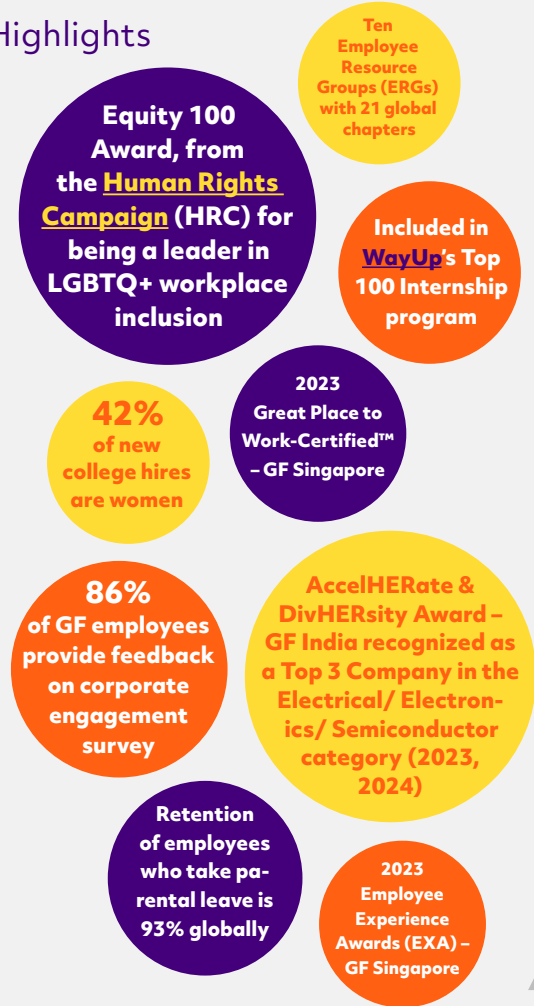 Highlights
Ten
Employee
Resource
Groups (ERGs)
with 21 global
chapters
Equity 100
Award, from
the Human Rights
Campaign (HRC) for
being a leader in
LGBTQ+ workplace
inclusion
Included in
WayUp's Top
100 Internship
program
2023
Great Place to
Work-Certified™
– GF Singapore
42%
of new
college hires
are women
86%
of GF employees
provide feedback
on corporate
engagement
survey
AccelHERate &
DivHERsity Award –
GF India recognized as
a Top 3 Company in the
Electrical/ Electron-
ics/ Semiconductor
category (2023,
2024)
Retention
of employees
who take pa-
rental leave is
93% globally
2023
Employee
Experience
Awards (EXA) –
GF Singapore